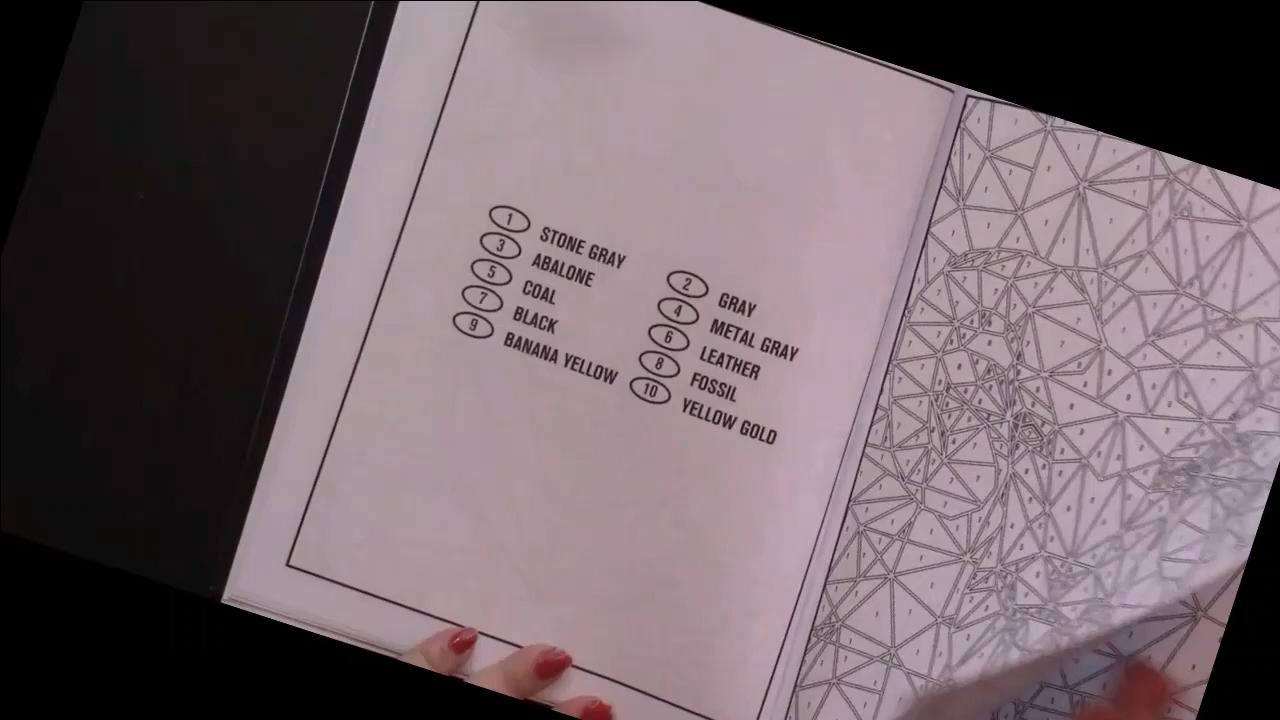 1 STONE GRAY
3 ABALONE
5 COAL
7 BLACK
9 BANANA YELLOW
2 GRAY
4 METAL GRAY
6 LEATHER
8 FOSSIL
10 YELLOW GOLD